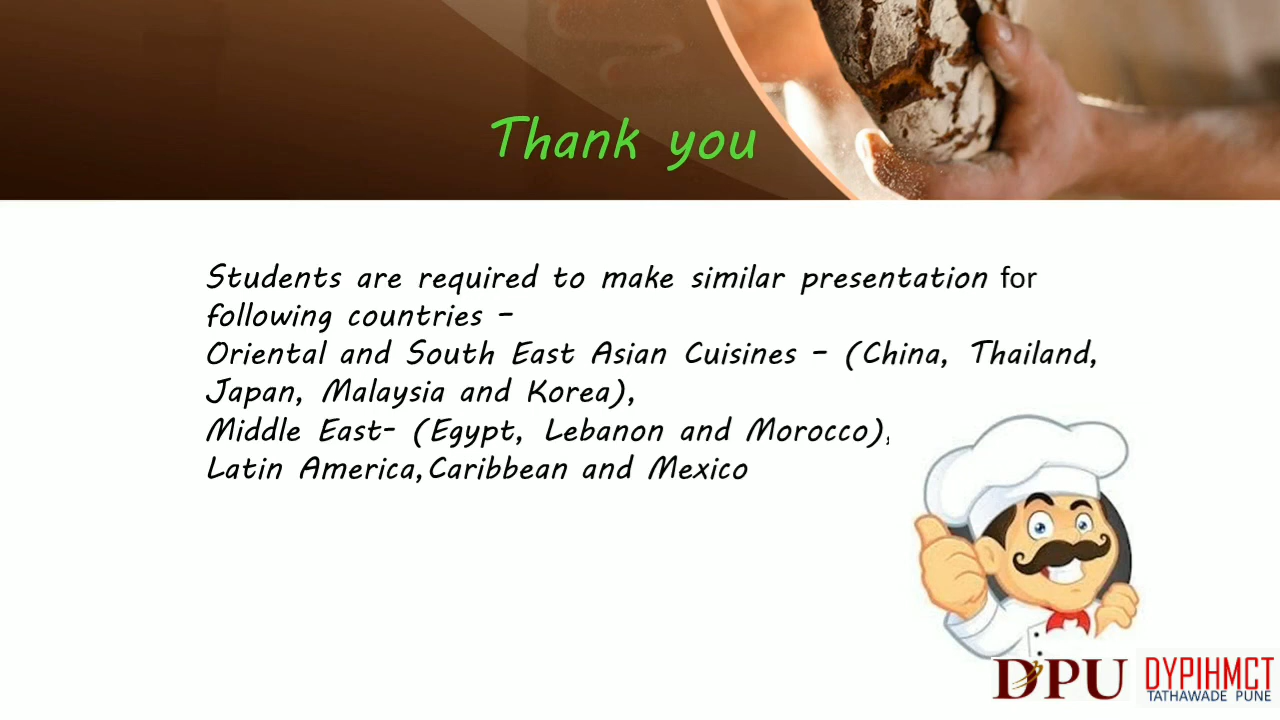 Thank you
Students are required to make similar presentation for
following countries –
Oriental and South East Asian Cuisines – (China, Thailand,
Japan, Malaysia and Korea),
Middle East- (Egypt, Lebanon and Morocco),
Latin America,Caribbean and Mexico
DPU
DYPIHMCT
TATHAWADE PUNE